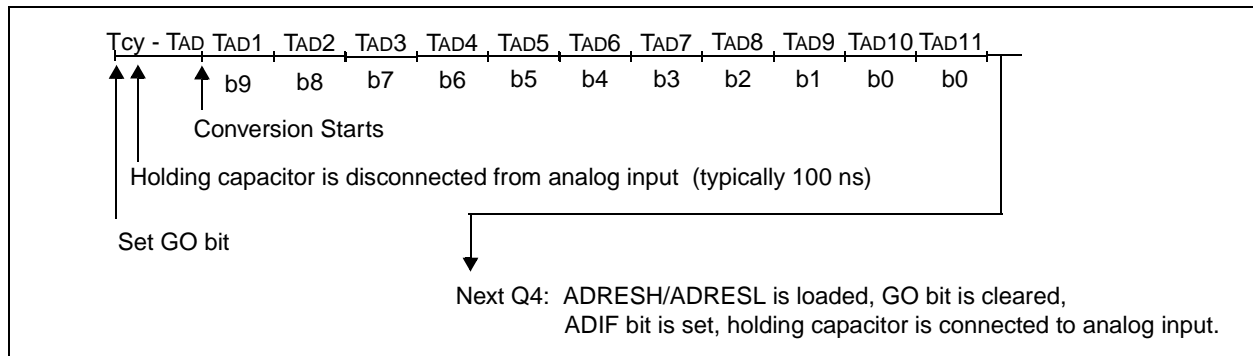 Tcy - TAD TAD1 TAD2 TAD3 TAD4 TAD5 TAD6 TAD7 TAD8 TAD9 TAD10 TAD11
b9 b8 b7 b6 b5 b4 b3 b2 b1 b0 b0
Conversion Starts
Holding capacitor is disconnected from analog input (typically 100 ns)
Set GO bit
Next Q4: ADRESH/ADRESL is loaded, GO bit is cleared,
ADIF bit is set, holding capacitor is connected to analog input.